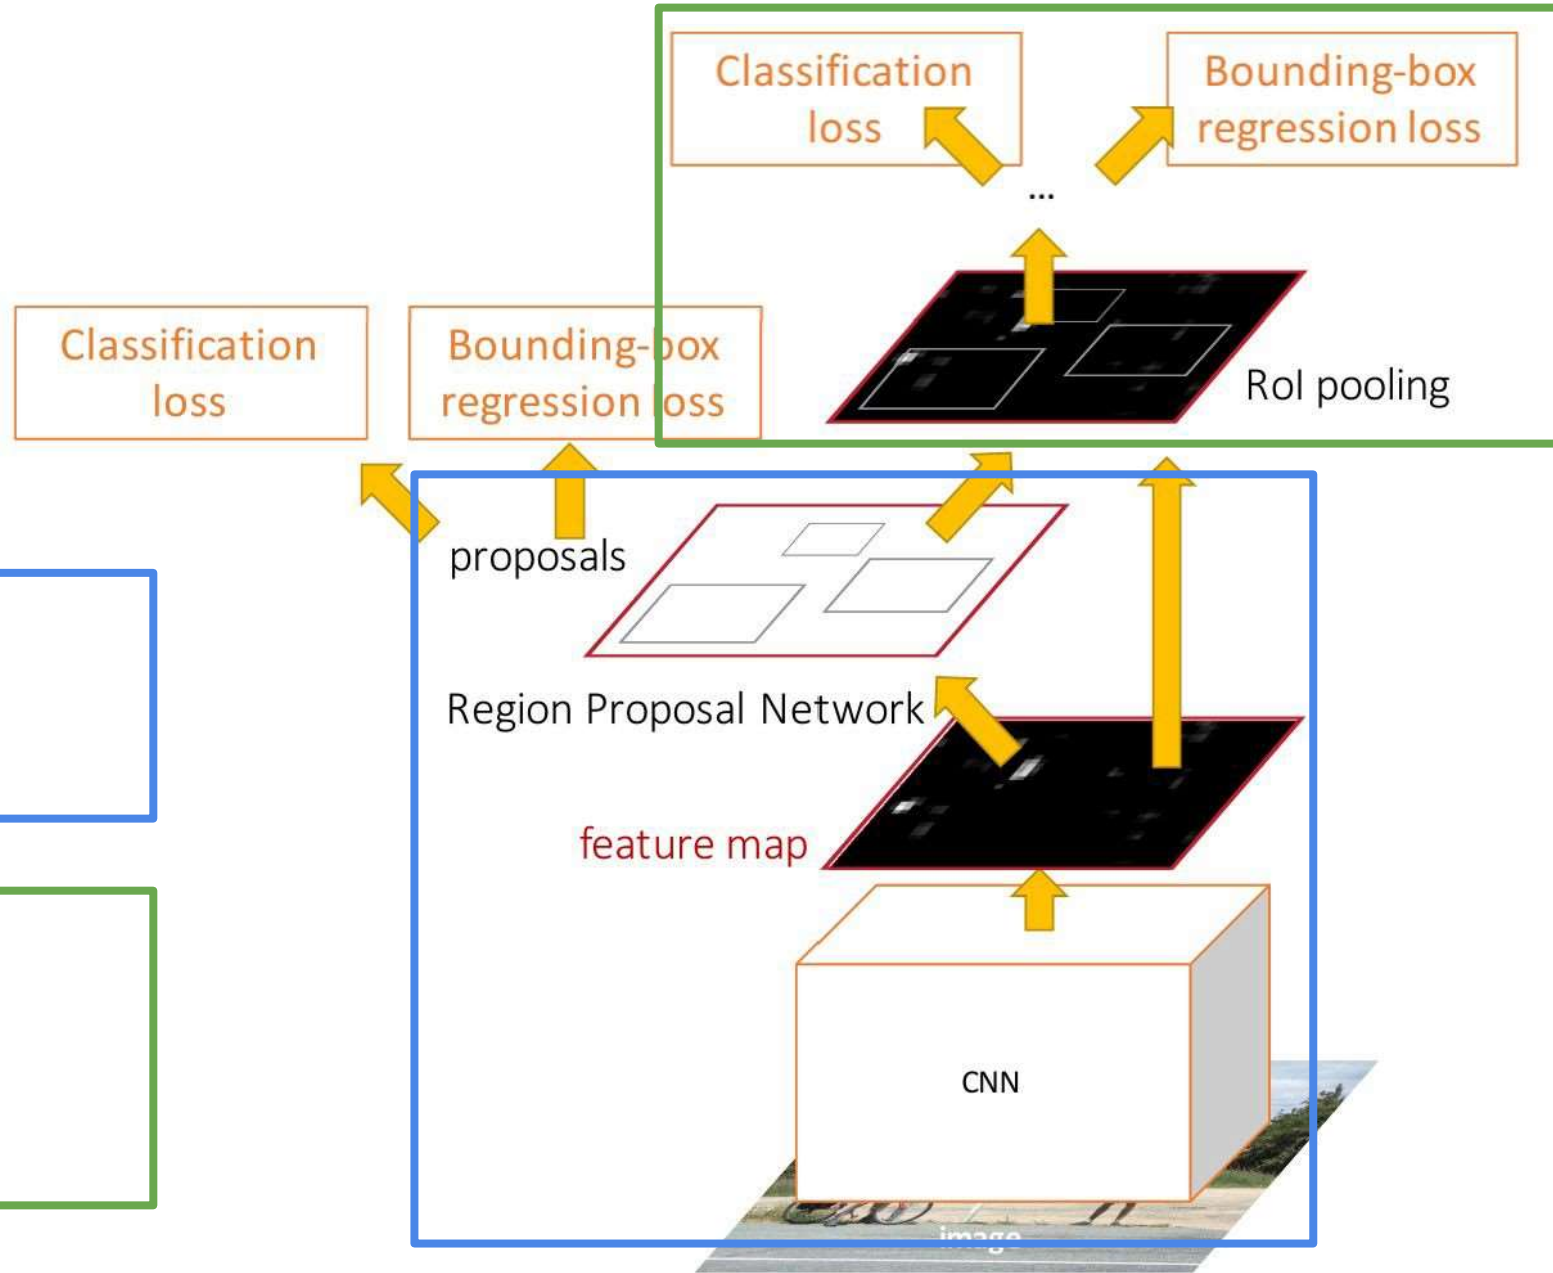 Classification
loss
Bounding-box
regression loss
...
RoI pooling
Classification
loss
Bounding-box
regression loss
proposals
Region Proposal Network
feature map
CNN
image